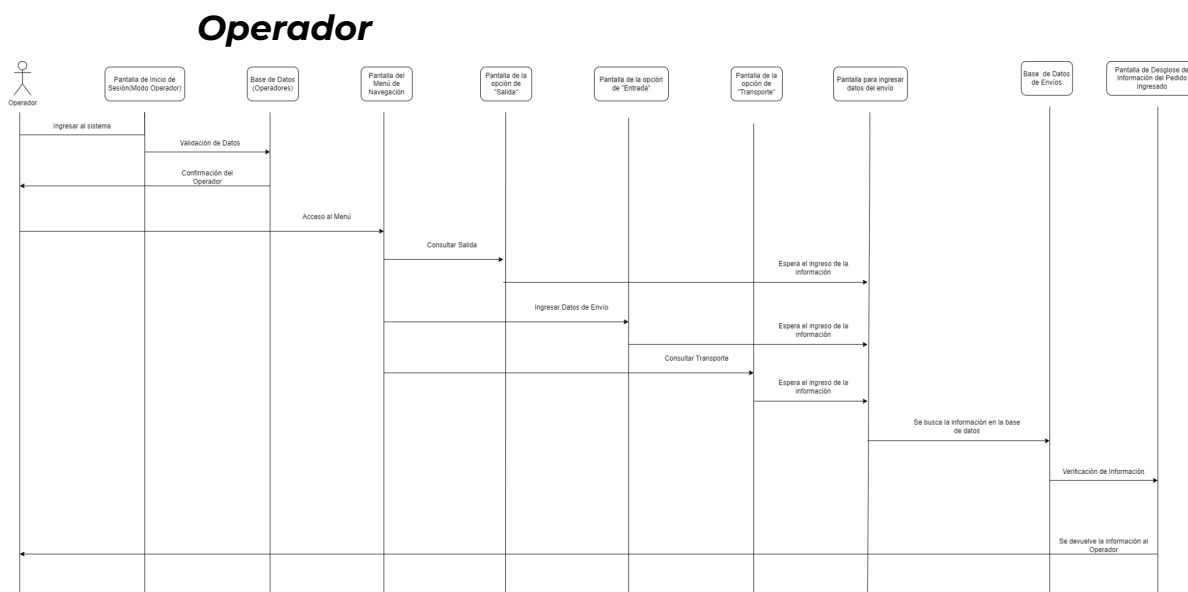 Operador
Operador
Pantalla de Inicio de
Sesión(Modo Operador)
Base de Datos
(Operadores)
Pantalla del
Menú de
Navegación
Pantalla de la
opción de
"Salida"
Pantalla de la opción
de "Entrada"
Pantalla de la
opción de
"Transporte"
Pantalla para ingresar
datos del envío
Base de Datos
de Envíos
Pantalla de Desglose de
Información del Pedido
Ingresado
Ingresar al sistema
Validación de Datos
Confirmación del
Operador
Acceso al Menú
Consultar Salida
Espera el ingreso de la
información
Ingresar Datos de Envío
Espera el ingreso de la
información
Consultar Transporte
Espera el ingreso de la
información
Se busca la información en la base
de datos
Verificación de Información
Se devuelve la información al
Operador